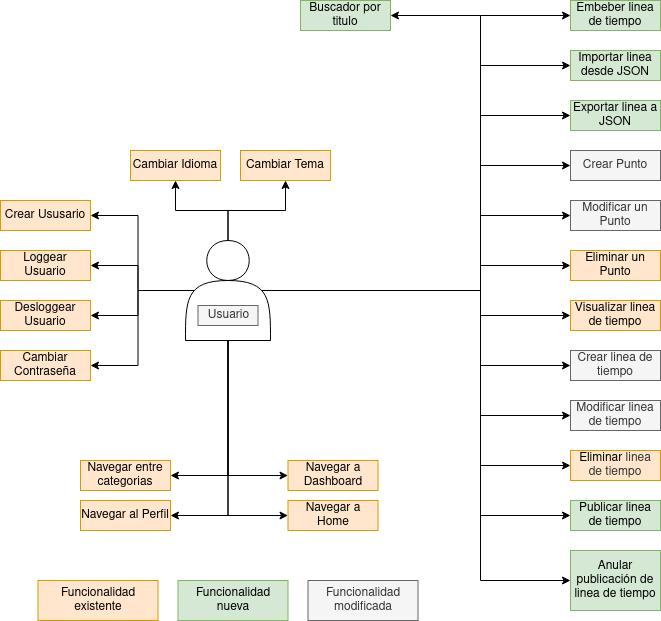 Buscador por
titulo
Embeber linea
de tiempo
Importar linea
desde JSON
Exportar linea a
JSON
Cambiar Idioma
Cambiar Tema
Crear Punto
Crear Ususario
Modificar un
Punto
Loggear
Usuario
Eliminar un
Punto
Desloggear
Usuario
Usuario
Visualizar linea
de tiempo
Cambiar
Contraseña
Crear linea de
tiempo
Modificar linea
de tiempo
Navegar entre
categorias
Navegar a
Dashboard
Eliminar linea
de tiempo
Navegar al Perfil
Navegar a
Home
Publicar linea
de tiempo
Anular
publicación de
linea de tiempo
Funcionalidad
existente
Funcionalidad
nueva
Funcionalidad
modificada